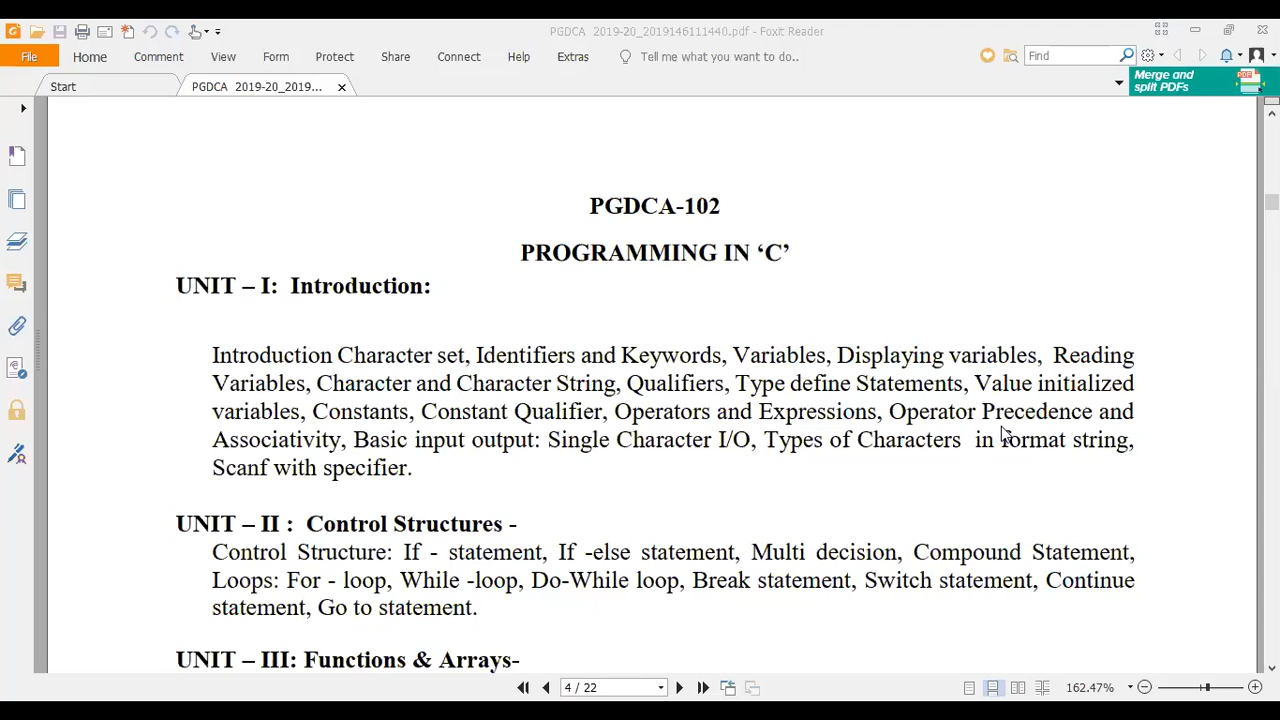 PGDCA 2019-20_2019146111440.pdf - Foxit Reader
File Home Comment View Form Protect Share Connect Help Extras Tell me what you want to do.. Find
Start PGDCA 2019-20_2019... Merge and
split PDFs
PGDCA-102
PROGRAMMING IN ‘C’
UNIT – I: Introduction:
Introduction Character set, Identifiers and Keywords, Variables, Displaying variables, Reading
Variables, Character and Character String, Qualifiers, Type define Statements, Value initialized
variables, Constants, Constant Qualifier, Operators and Expressions, Operator Precedence and
Associativity, Basic input output: Single Character I/O, Types of Characters in format string,
Scanf with specifier.
UNIT – II : Control Structures -
Control Structure: If - statement, If -else statement, Multi decision, Compound Statement,
Loops: For - loop, While -loop, Do-While loop, Break statement, Switch statement, Continue
statement, Go to statement.
UNIT – III: Functions & Arrays-
4 / 22 162.47%